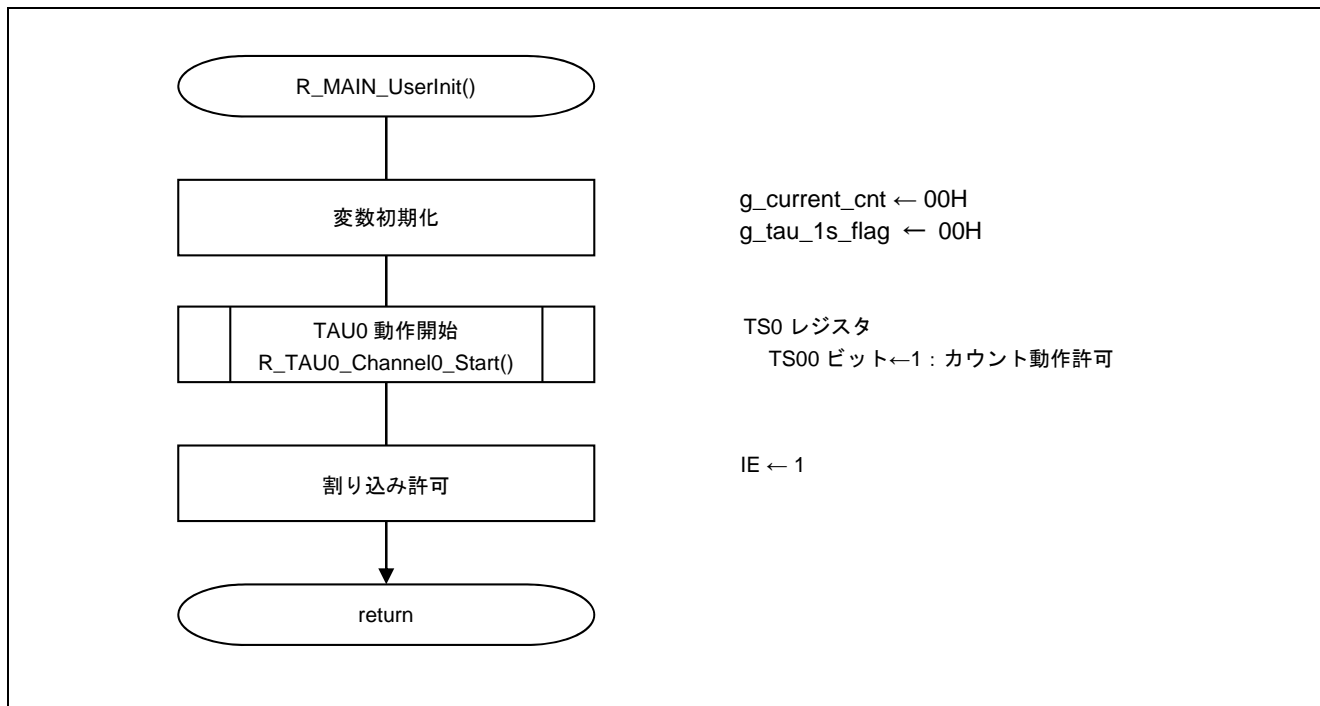 R_MAIN_UserInit()
変数初期化
g_current_cnt ← 00H
g_tau_1s_flag ← 00H
TAU0 動作開始
R_TAU0_Channel0_Start()
TS0 レジスタ
TS00 ビット←1：カウント動作許可
割り込み許可
IE ← 1
return